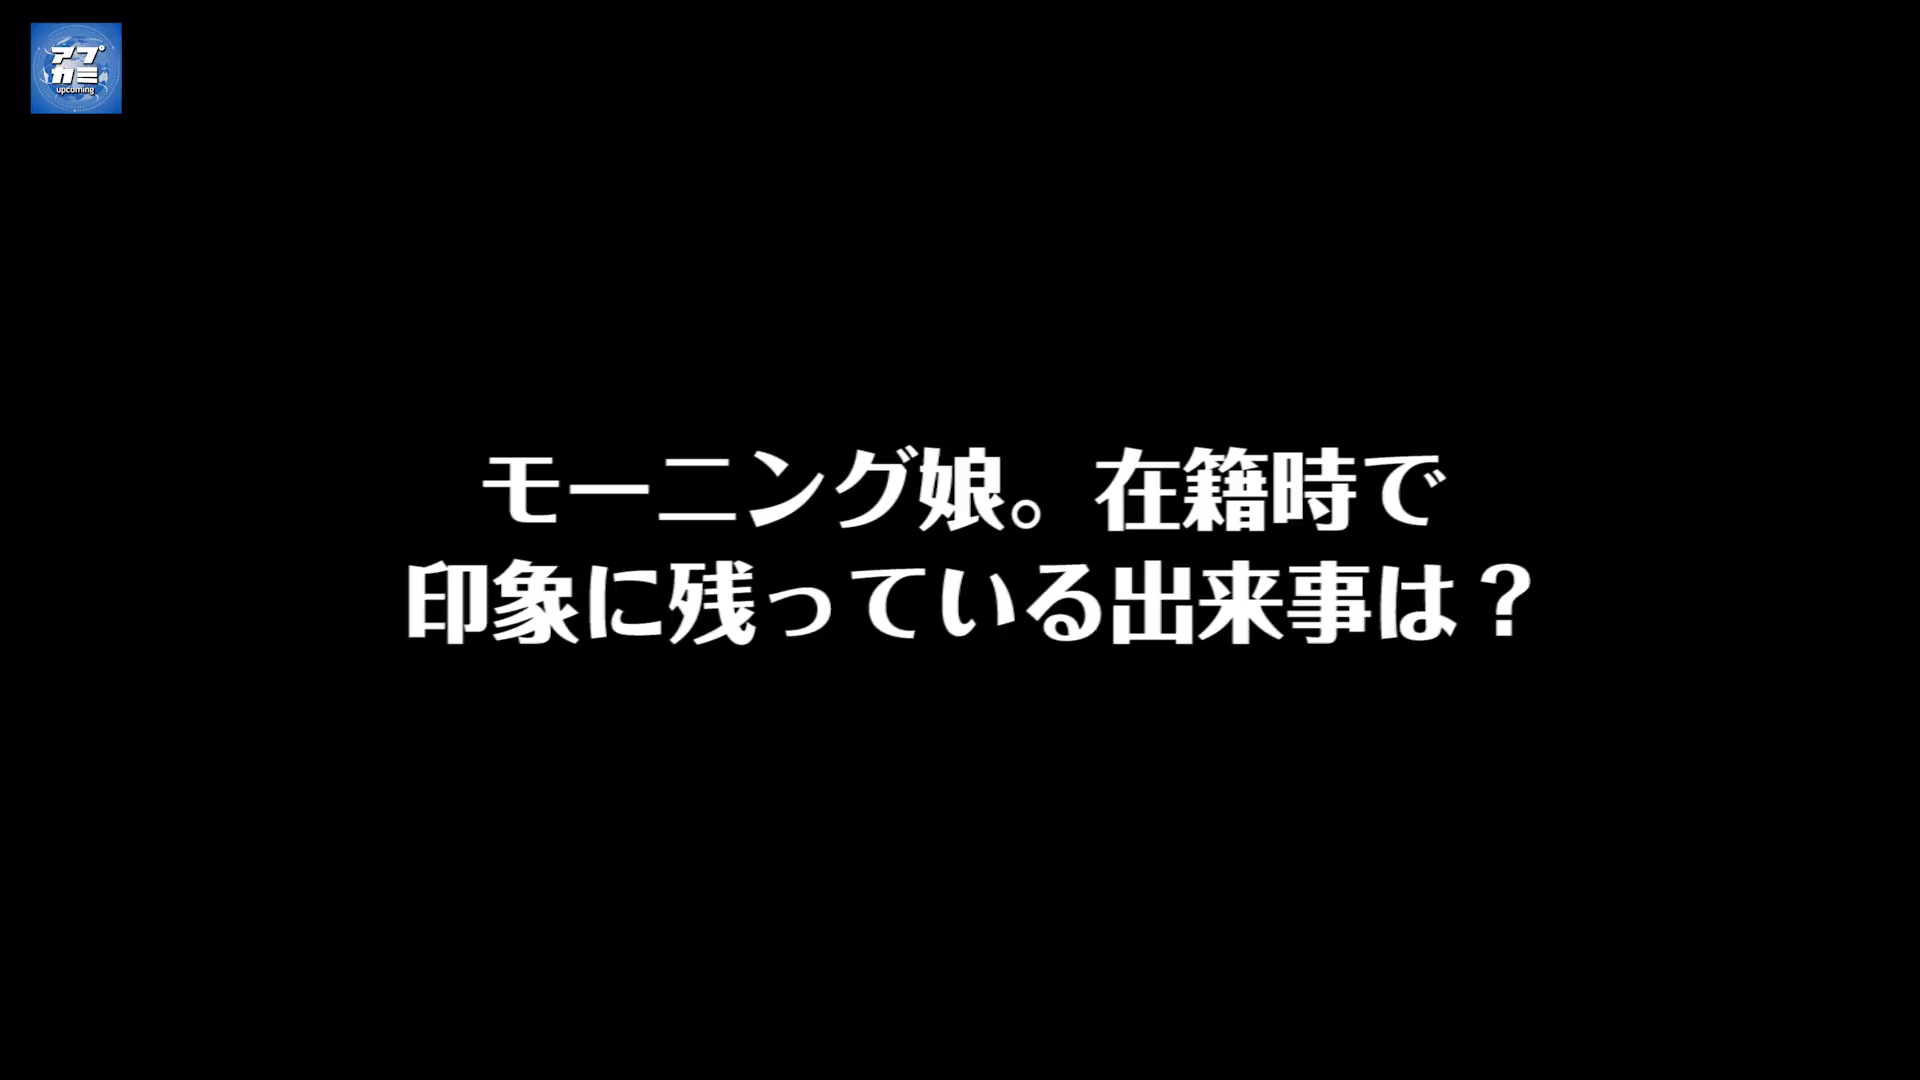 アプ
カミ
upcoming
モーニング娘。在籍時で
印象に残っている出来事は？